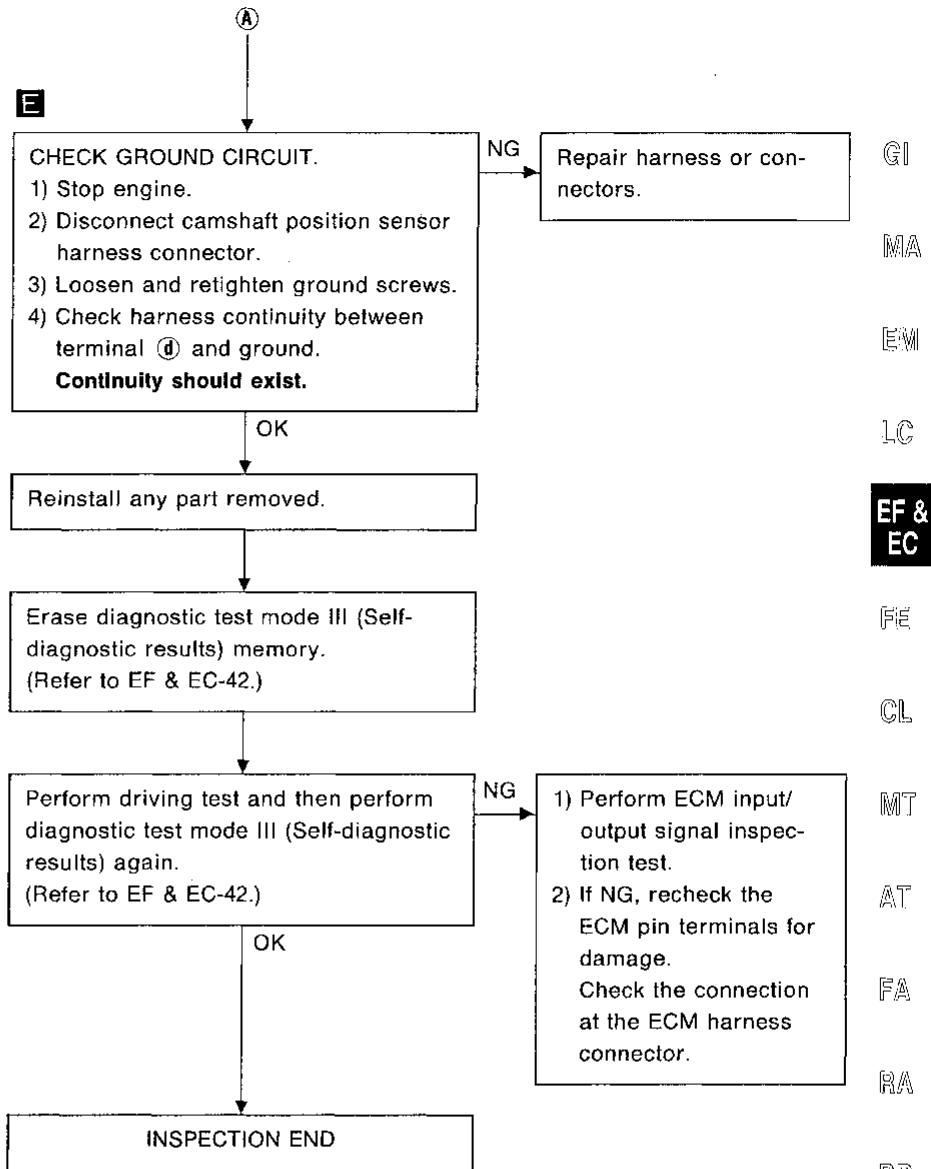 A
E
CHECK GROUND CIRCUIT.
1) Stop engine.
2) Disconnect camshaft position sensor
harness connector.
3) Loosen and retighten ground screws.
4) Check harness continuity between
terminal ⓓ and ground.
Continuity should exist.
NG
Repair harness or con-
nectors.
OK
Reinstall any part removed.
Erase diagnostic test mode III (Self-
diagnostic results) memory.
(Refer to EF & EC-42.)
Perform driving test and then perform
diagnostic test mode III (Self-diagnostic
results) again.
(Refer to EF & EC-42.)
NG
1) Perform ECM input/
output signal inspec-
tion test.
2) If NG, recheck the
ECM pin terminals for
damage.
Check the connection
at the ECM harness
connector.
OK
INSPECTION END
GI
MA
EM
LC
EF &
EC
FE
CL
MT
AT
FA
RA